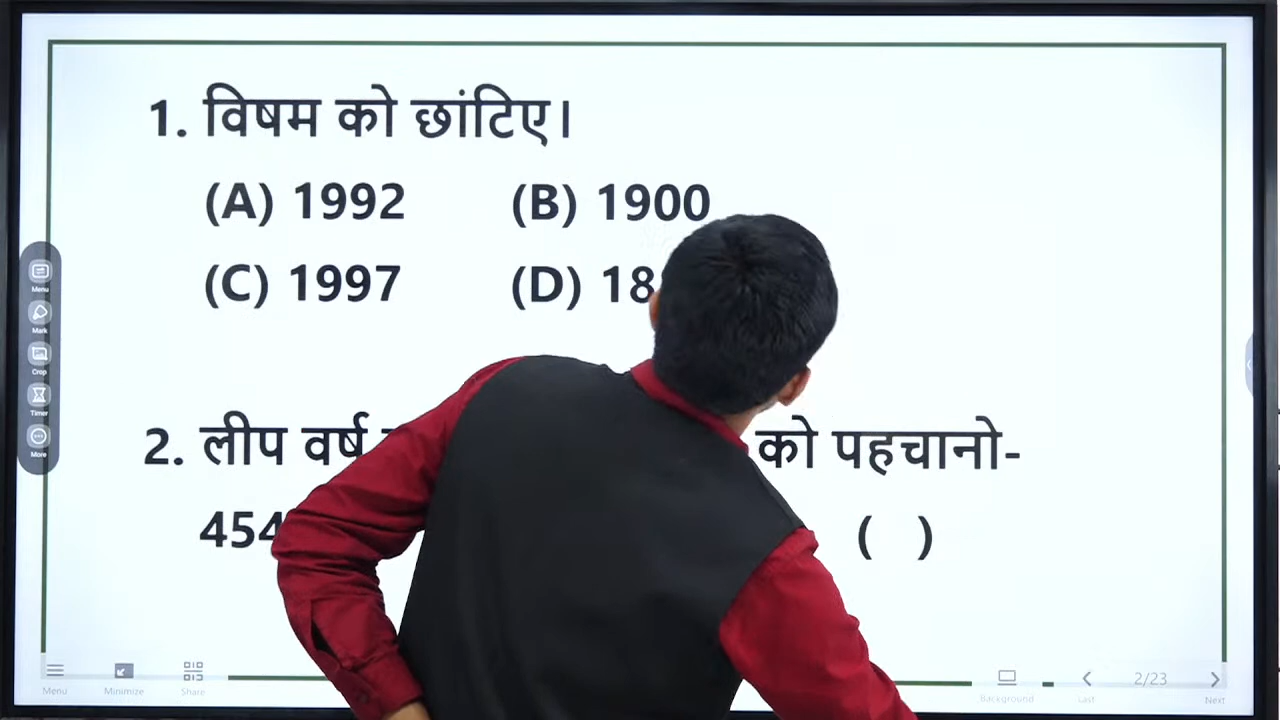 1. विषम को छांटिए।
(A) 1992 (B) 1900
(C) 1997 (D) 18
2. लीप वर्ष को पहचानो-
454 ( )
Menu
Mark
Crop
Timer
More
Menu Minimize Share Background Last 2/23 Next